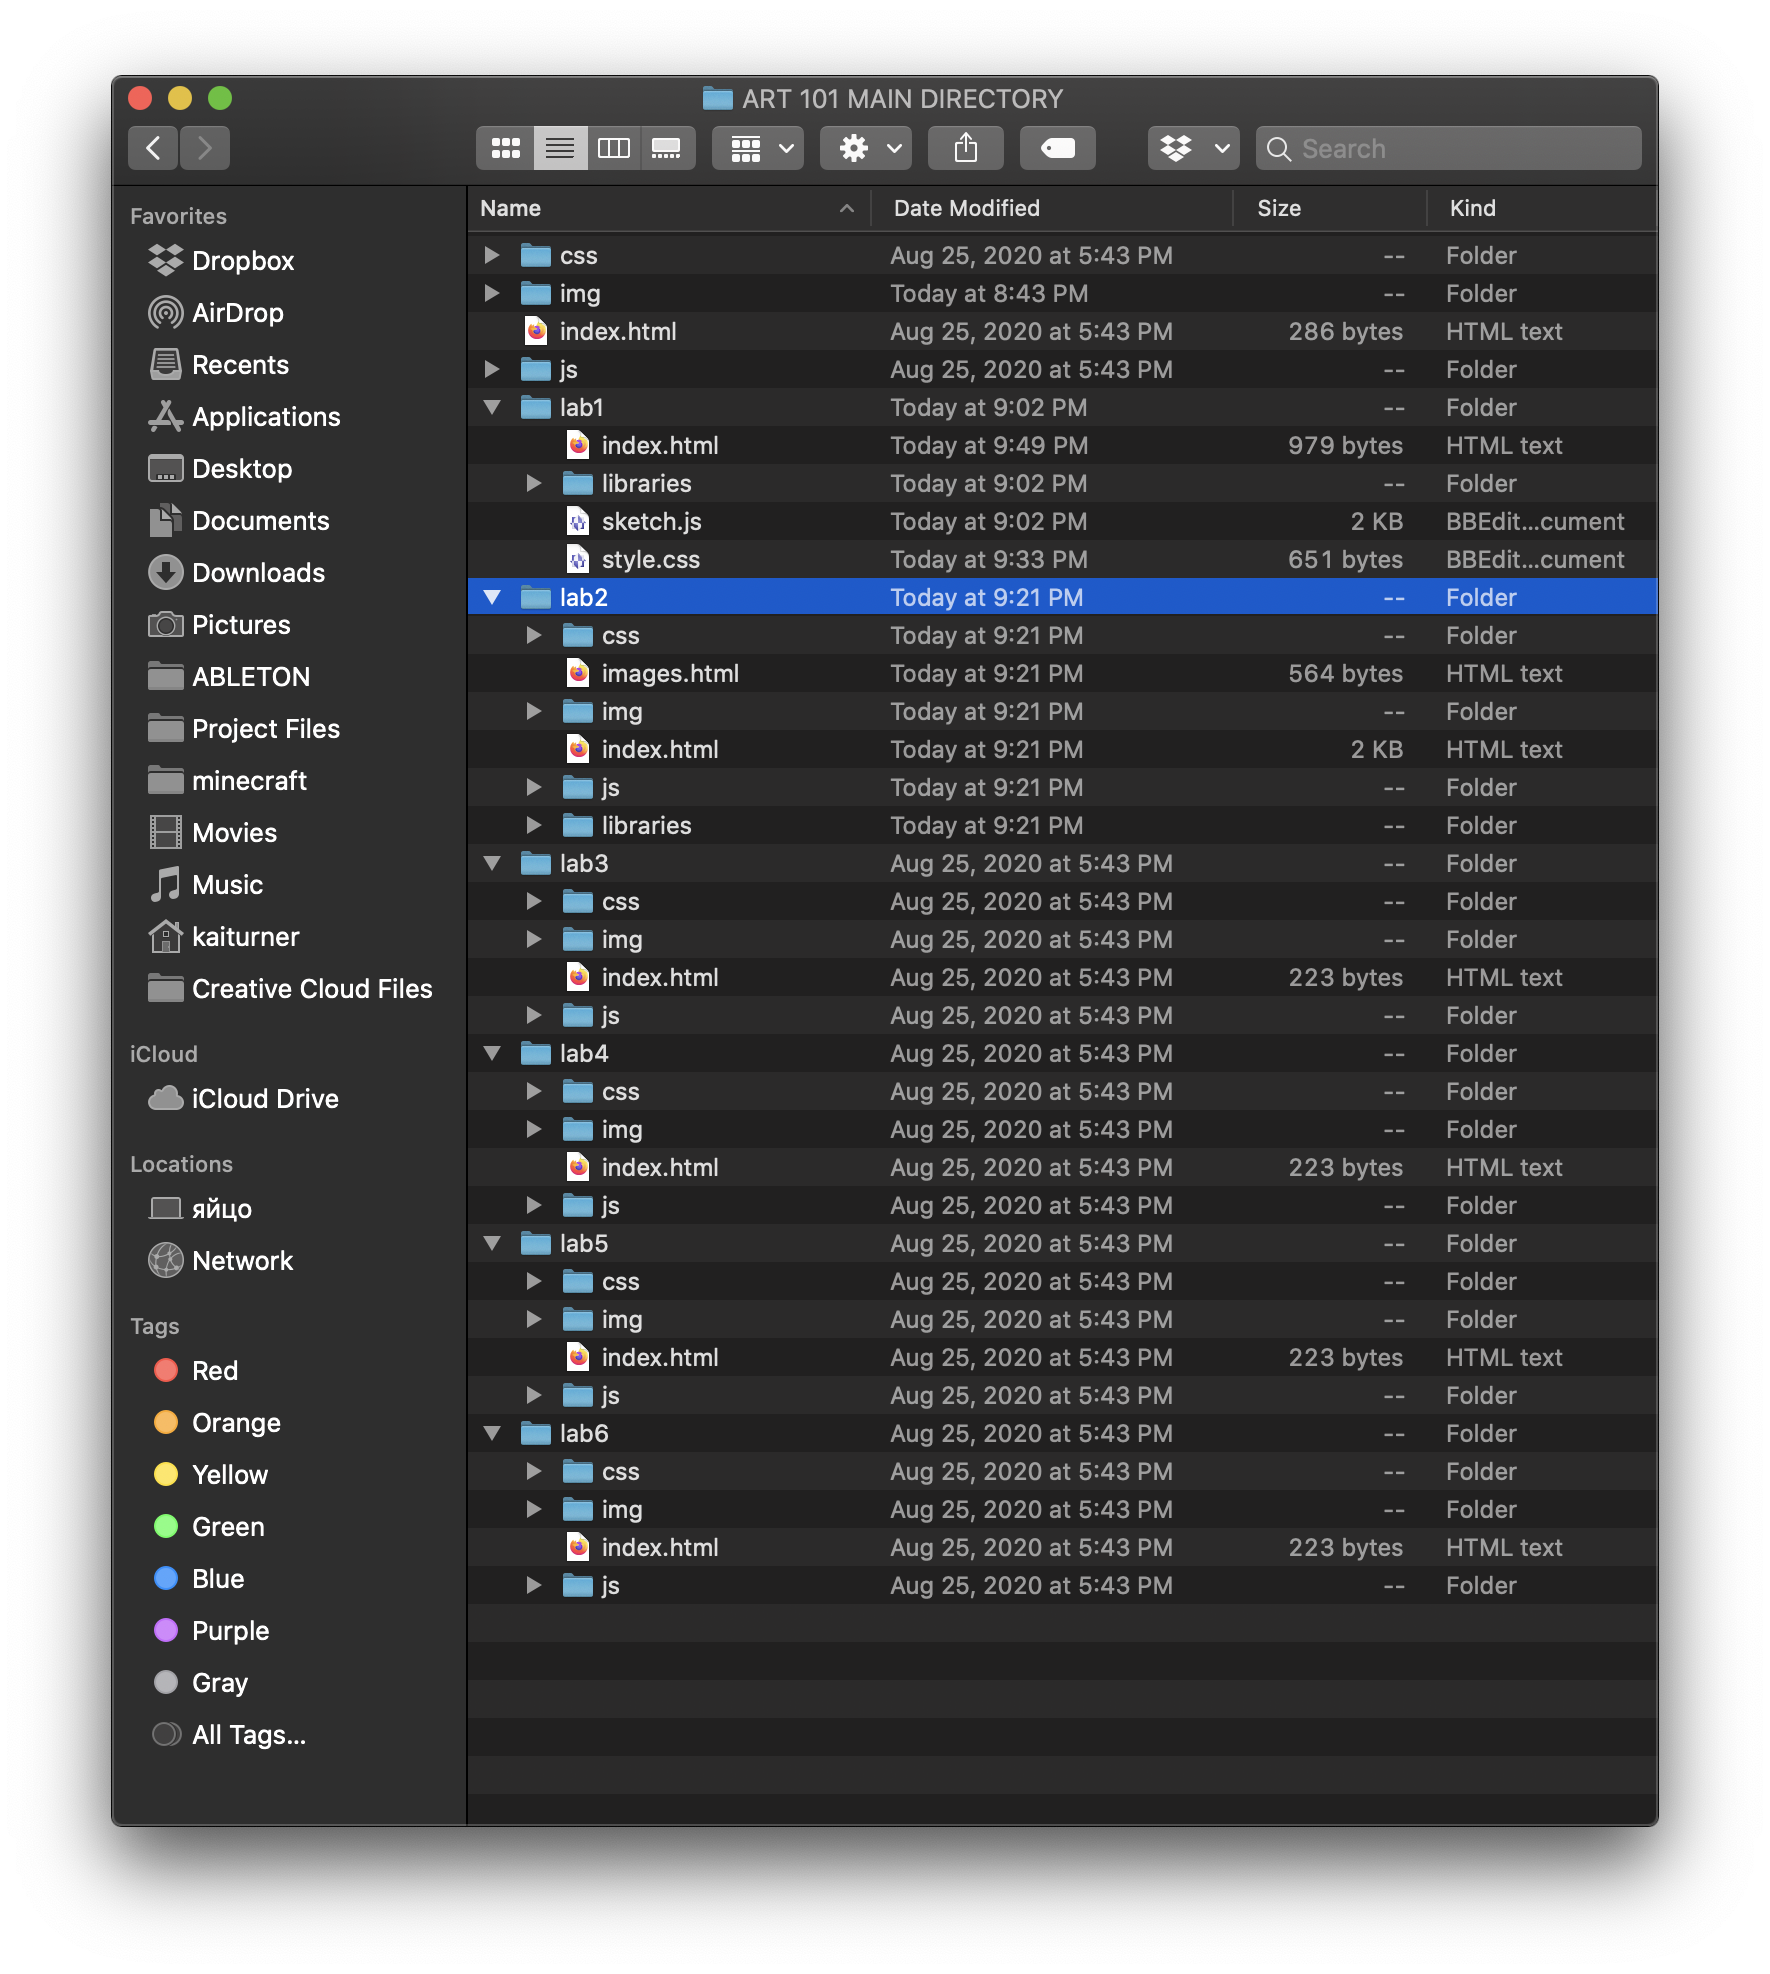 ART 101 MAIN DIRECTORY
Search
Favorites
Dropbox
AirDrop
Recents
Applications
Desktop
Documents
Downloads
Pictures
ABLETON
Project Files
minecraft
Movies
Music
kaiturner
Creative Cloud Files
iCloud
iCloud Drive
Locations
яйцо
Network
Tags
Red
Orange
Yellow
Green
Blue
Purple
Gray
All Tags...
Name Date Modified Size Kind
css Aug 25, 2020 at 5:43 PM -- Folder
img Today at 8:43 PM -- Folder
index.html Aug 25, 2020 at 5:43 PM 286 bytes HTML text
js Aug 25, 2020 at 5:43 PM -- Folder
lab1 Today at 9:02 PM -- Folder
index.html Today at 9:49 PM 979 bytes HTML text
libraries Today at 9:02 PM -- Folder
sketch.js Today at 9:02 PM 2 KB BBEdit...cument
style.css Today at 9:33 PM 651 bytes BBEdit...cument
lab2 Today at 9:21 PM -- Folder
css Today at 9:21 PM -- Folder
images.html Today at 9:21 PM 564 bytes HTML text
img Today at 9:21 PM -- Folder
index.html Today at 9:21 PM 2 KB HTML text
js Today at 9:21 PM -- Folder
libraries Today at 9:21 PM -- Folder
lab3 Aug 25, 2020 at 5:43 PM -- Folder
css Aug 25, 2020 at 5:43 PM -- Folder
img Aug 25, 2020 at 5:43 PM -- Folder
index.html Aug 25, 2020 at 5:43 PM 223 bytes HTML text
js Aug 25, 2020 at 5:43 PM -- Folder
lab4 Aug 25, 2020 at 5:43 PM -- Folder
css Aug 25, 2020 at 5:43 PM -- Folder
img Aug 25, 2020 at 5:43 PM -- Folder
index.html Aug 25, 2020 at 5:43 PM 223 bytes HTML text
js Aug 25, 2020 at 5:43 PM -- Folder
lab5 Aug 25, 2020 at 5:43 PM -- Folder
css Aug 25, 2020 at 5:43 PM -- Folder
img Aug 25, 2020 at 5:43 PM -- Folder
index.html Aug 25, 2020 at 5:43 PM 223 bytes HTML text
js Aug 25, 2020 at 5:43 PM -- Folder
lab6 Aug 25, 2020 at 5:43 PM -- Folder
css Aug 25, 2020 at 5:43 PM -- Folder
img Aug 25, 2020 at 5:43 PM -- Folder
index.html Aug 25, 2020 at 5:43 PM 223 bytes HTML text
js Aug 25, 2020 at 5:43 PM -- Folder